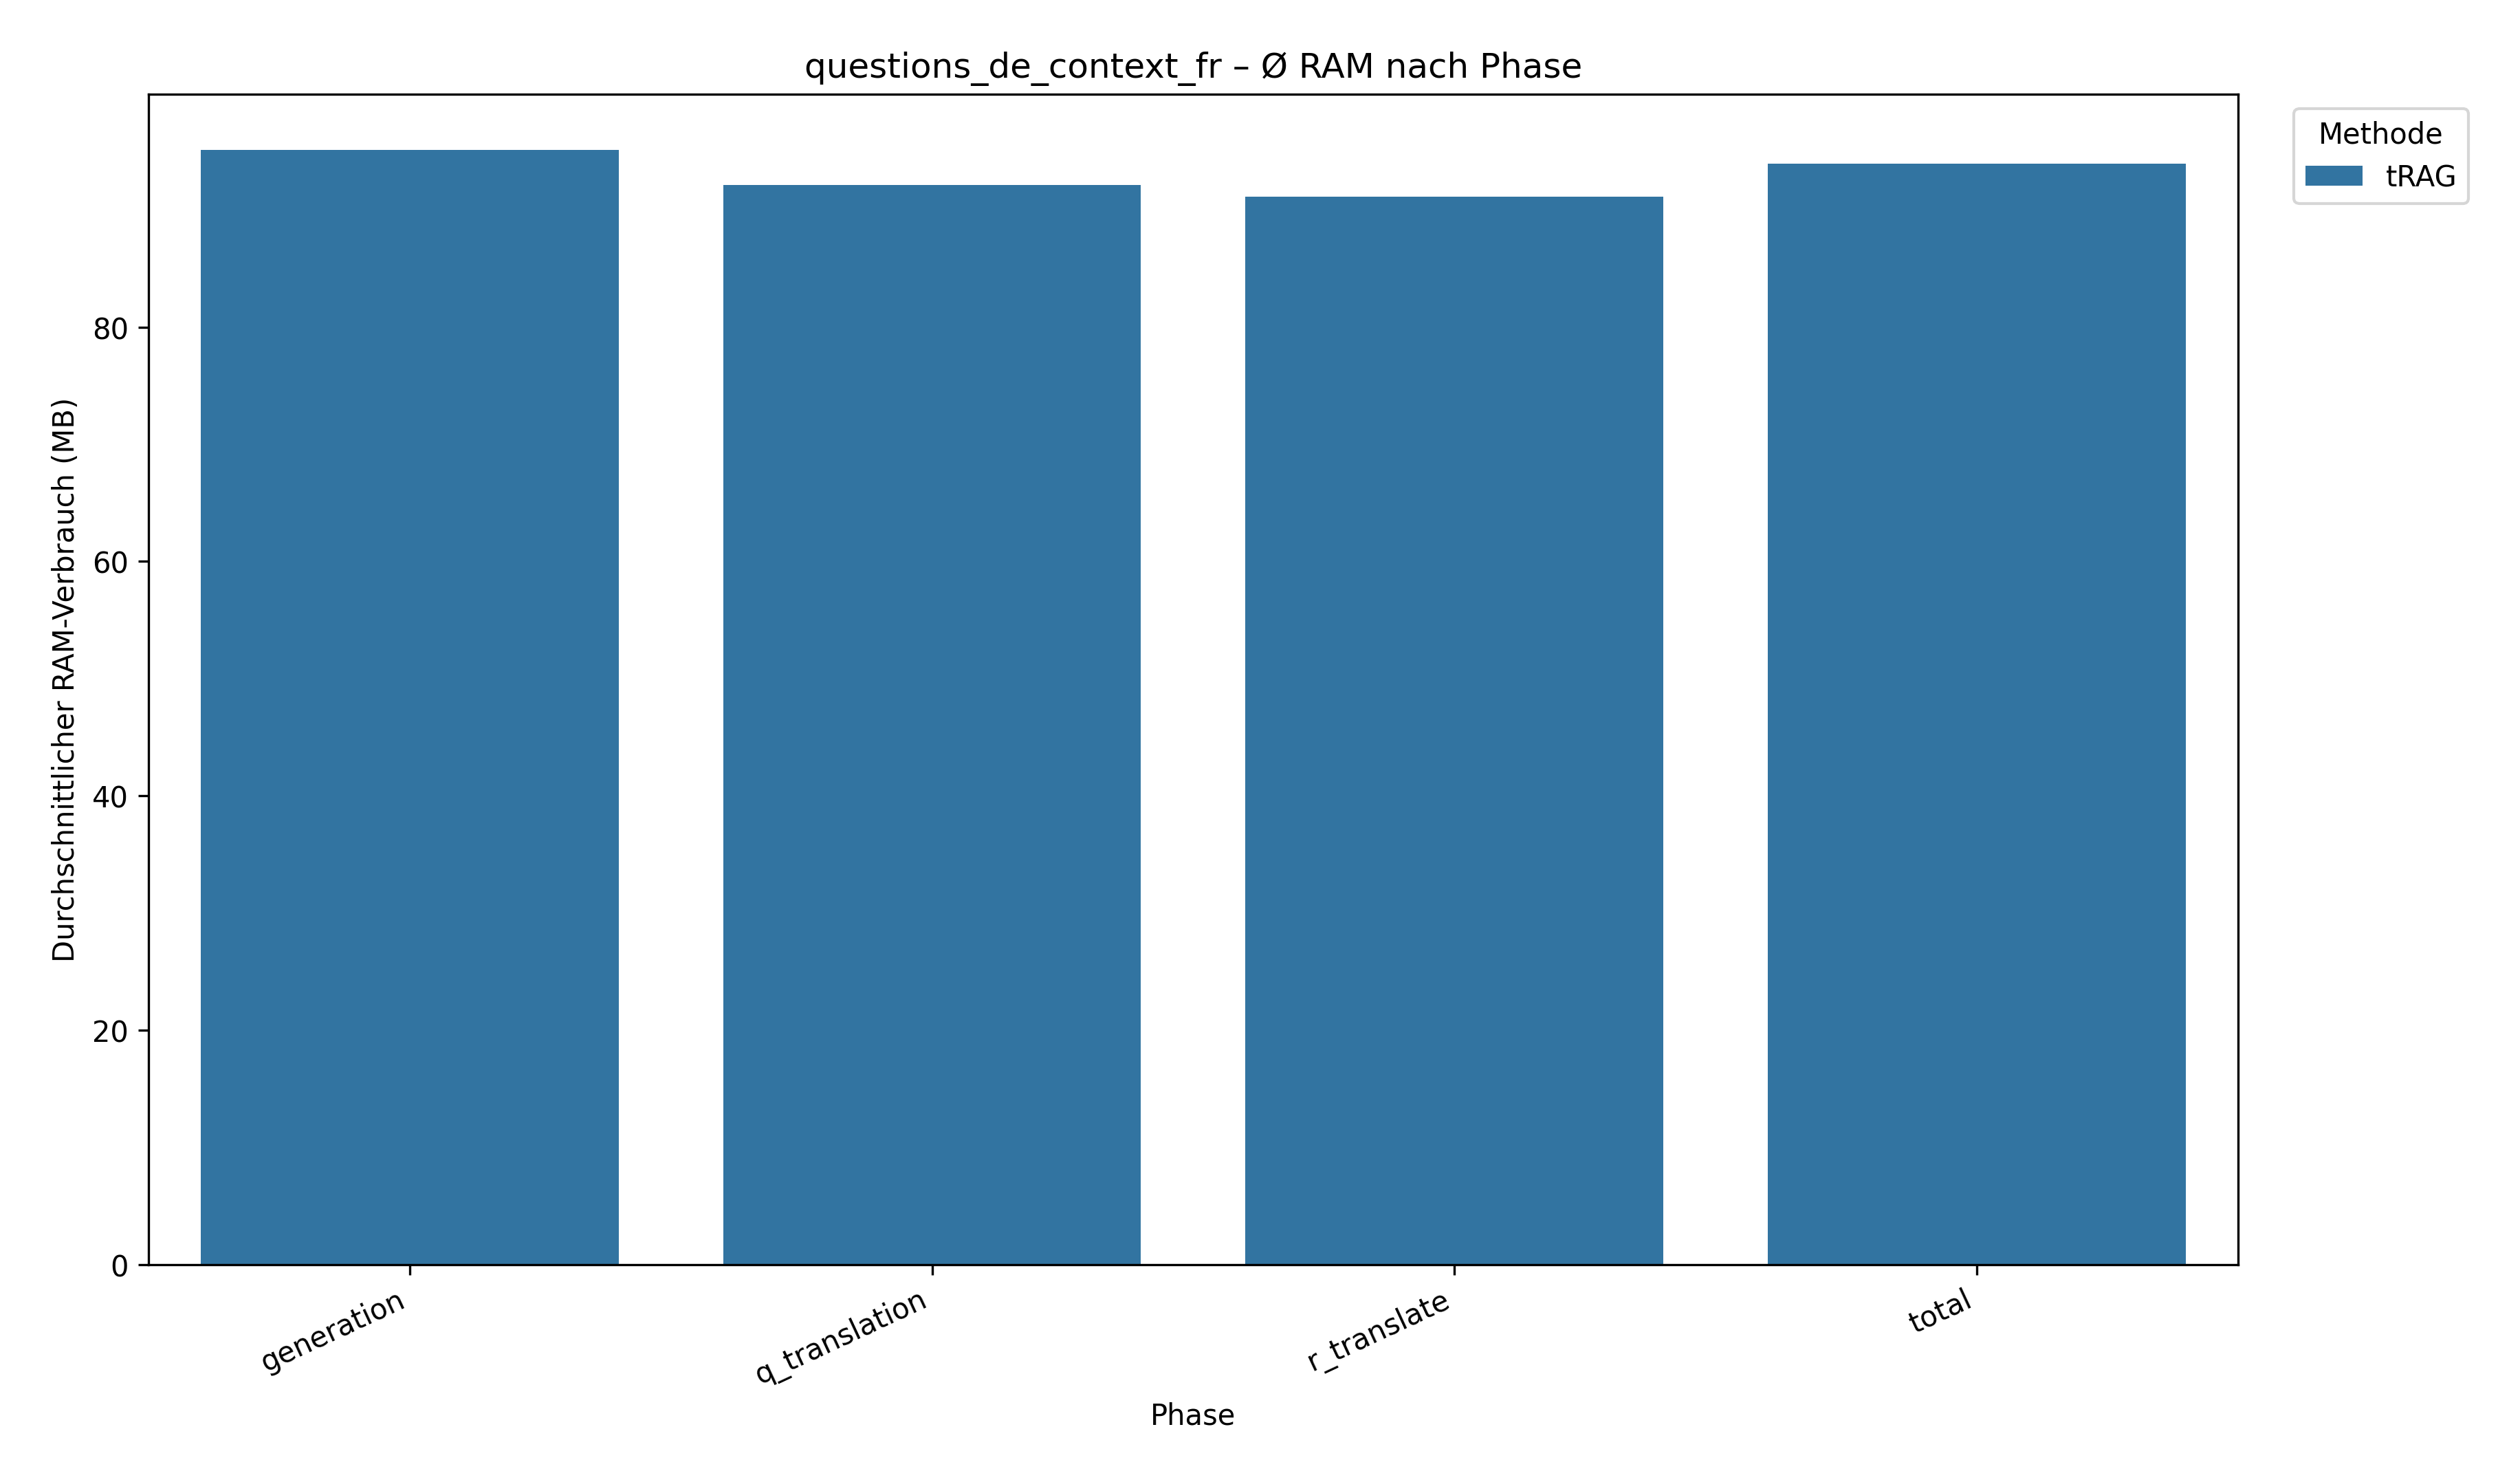 questions_de_context_fr – Ø RAM nach Phase
Methode
tRAG
Durchschnittlicher RAM-Verbrauch (MB)
80
60
40
20
0
generation
q_translation
r_translate
total
Phase